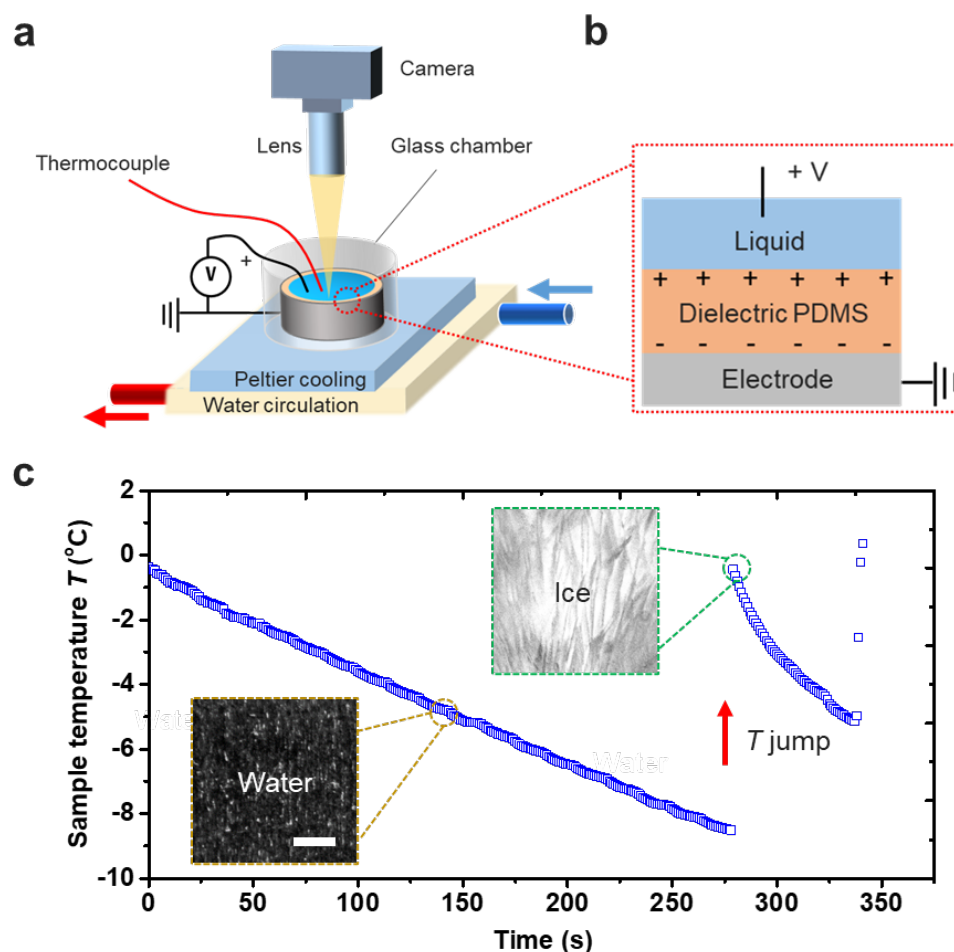 a
Camera
Lens
Glass chamber
Thermocouple
V
+
Peltier cooling
Water circulation
b
+ V
Liquid
+ + + + + +
Dielectric PDMS
- - - - - -
Electrode
c
Sample temperature T (°C)
2
0
-2
-4
-6
-8
-10
Ice
Water
Water
Water
T jump
0 50 100 150 200 250 300 350
Time (s)